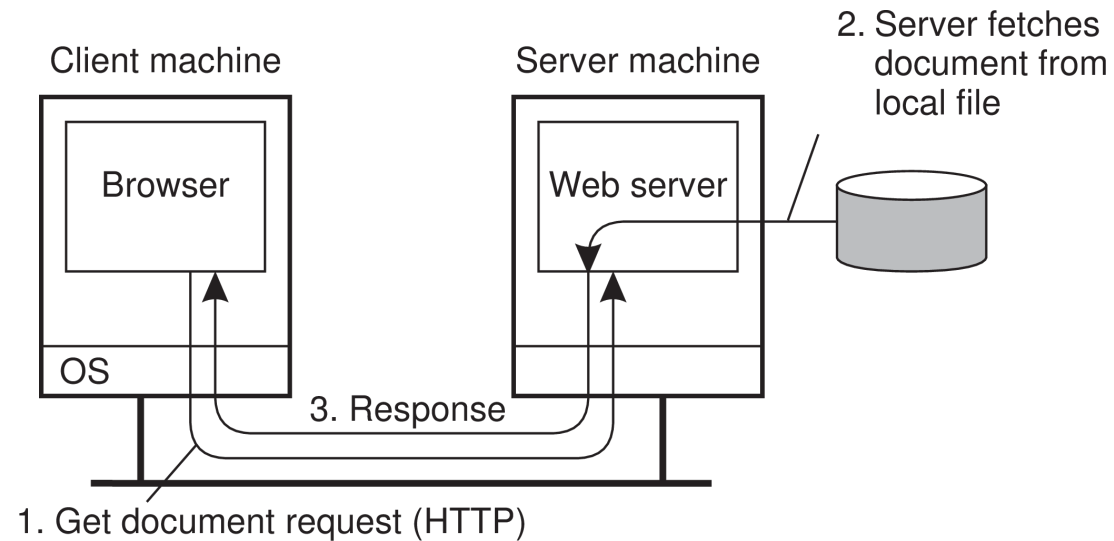 Client machine
Server machine
2. Server fetches
document from
local file
Browser
Web server
OS
3. Response
1. Get document request (HTTP)